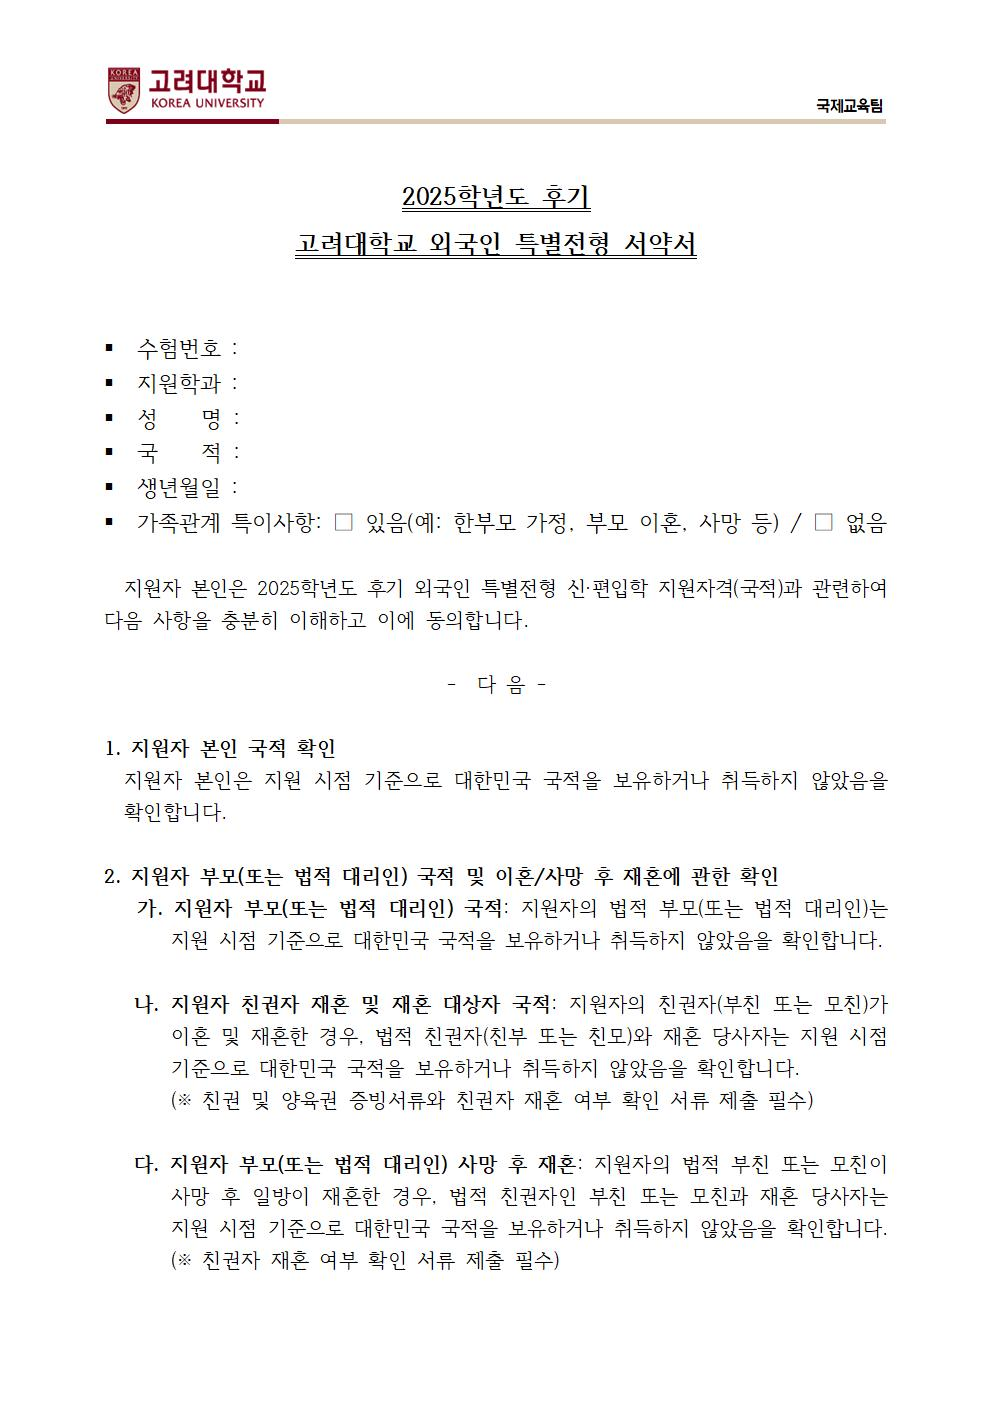 KOREA
UNIVERSITY
고려대학교
KOREA UNIVERSITY
국제교육팀
2025학년도 후기
고려대학교 외국인 특별전형 서약서
▪ 수험번호 :
▪ 지원학과 :
▪ 성 명 :
▪ 국 적 :
▪ 생년월일 :
▪ 가족관계 특이사항: □ 있음(예: 한부모 가정, 부모 이혼, 사망 등) / □ 없음
지원자 본인은 2025학년도 후기 외국인 특별전형 신·편입학 지원자격(국적)과 관련하여
다음 사항을 충분히 이해하고 이에 동의합니다.
- 다 음 -
1. 지원자 본인 국적 확인
지원자 본인은 지원 시점 기준으로 대한민국 국적을 보유하거나 취득하지 않았음을
확인합니다.
2. 지원자 부모(또는 법적 대리인) 국적 및 이혼/사망 후 재혼에 관한 확인
가. 지원자 부모(또는 법적 대리인) 국적: 지원자의 법적 부모(또는 법적 대리인)는
지원 시점 기준으로 대한민국 국적을 보유하거나 취득하지 않았음을 확인합니다.
나. 지원자 친권자 재혼 및 재혼 대상자 국적: 지원자의 친권자(부친 또는 모친)가
이혼 및 재혼한 경우, 법적 친권자(친부 또는 친모)와 재혼 당사자는 지원 시점
기준으로 대한민국 국적을 보유하거나 취득하지 않았음을 확인합니다.
(※ 친권 및 양육권 증빙서류와 친권자 재혼 여부 확인 서류 제출 필수)
다. 지원자 부모(또는 법적 대리인) 사망 후 재혼: 지원자의 법적 부친 또는 모친이
사망 후 일방이 재혼한 경우, 법적 친권자인 부친 또는 모친과 재혼 당사자는
지원 시점 기준으로 대한민국 국적을 보유하거나 취득하지 않았음을 확인합니다.
(※ 친권자 재혼 여부 확인 서류 제출 필수)